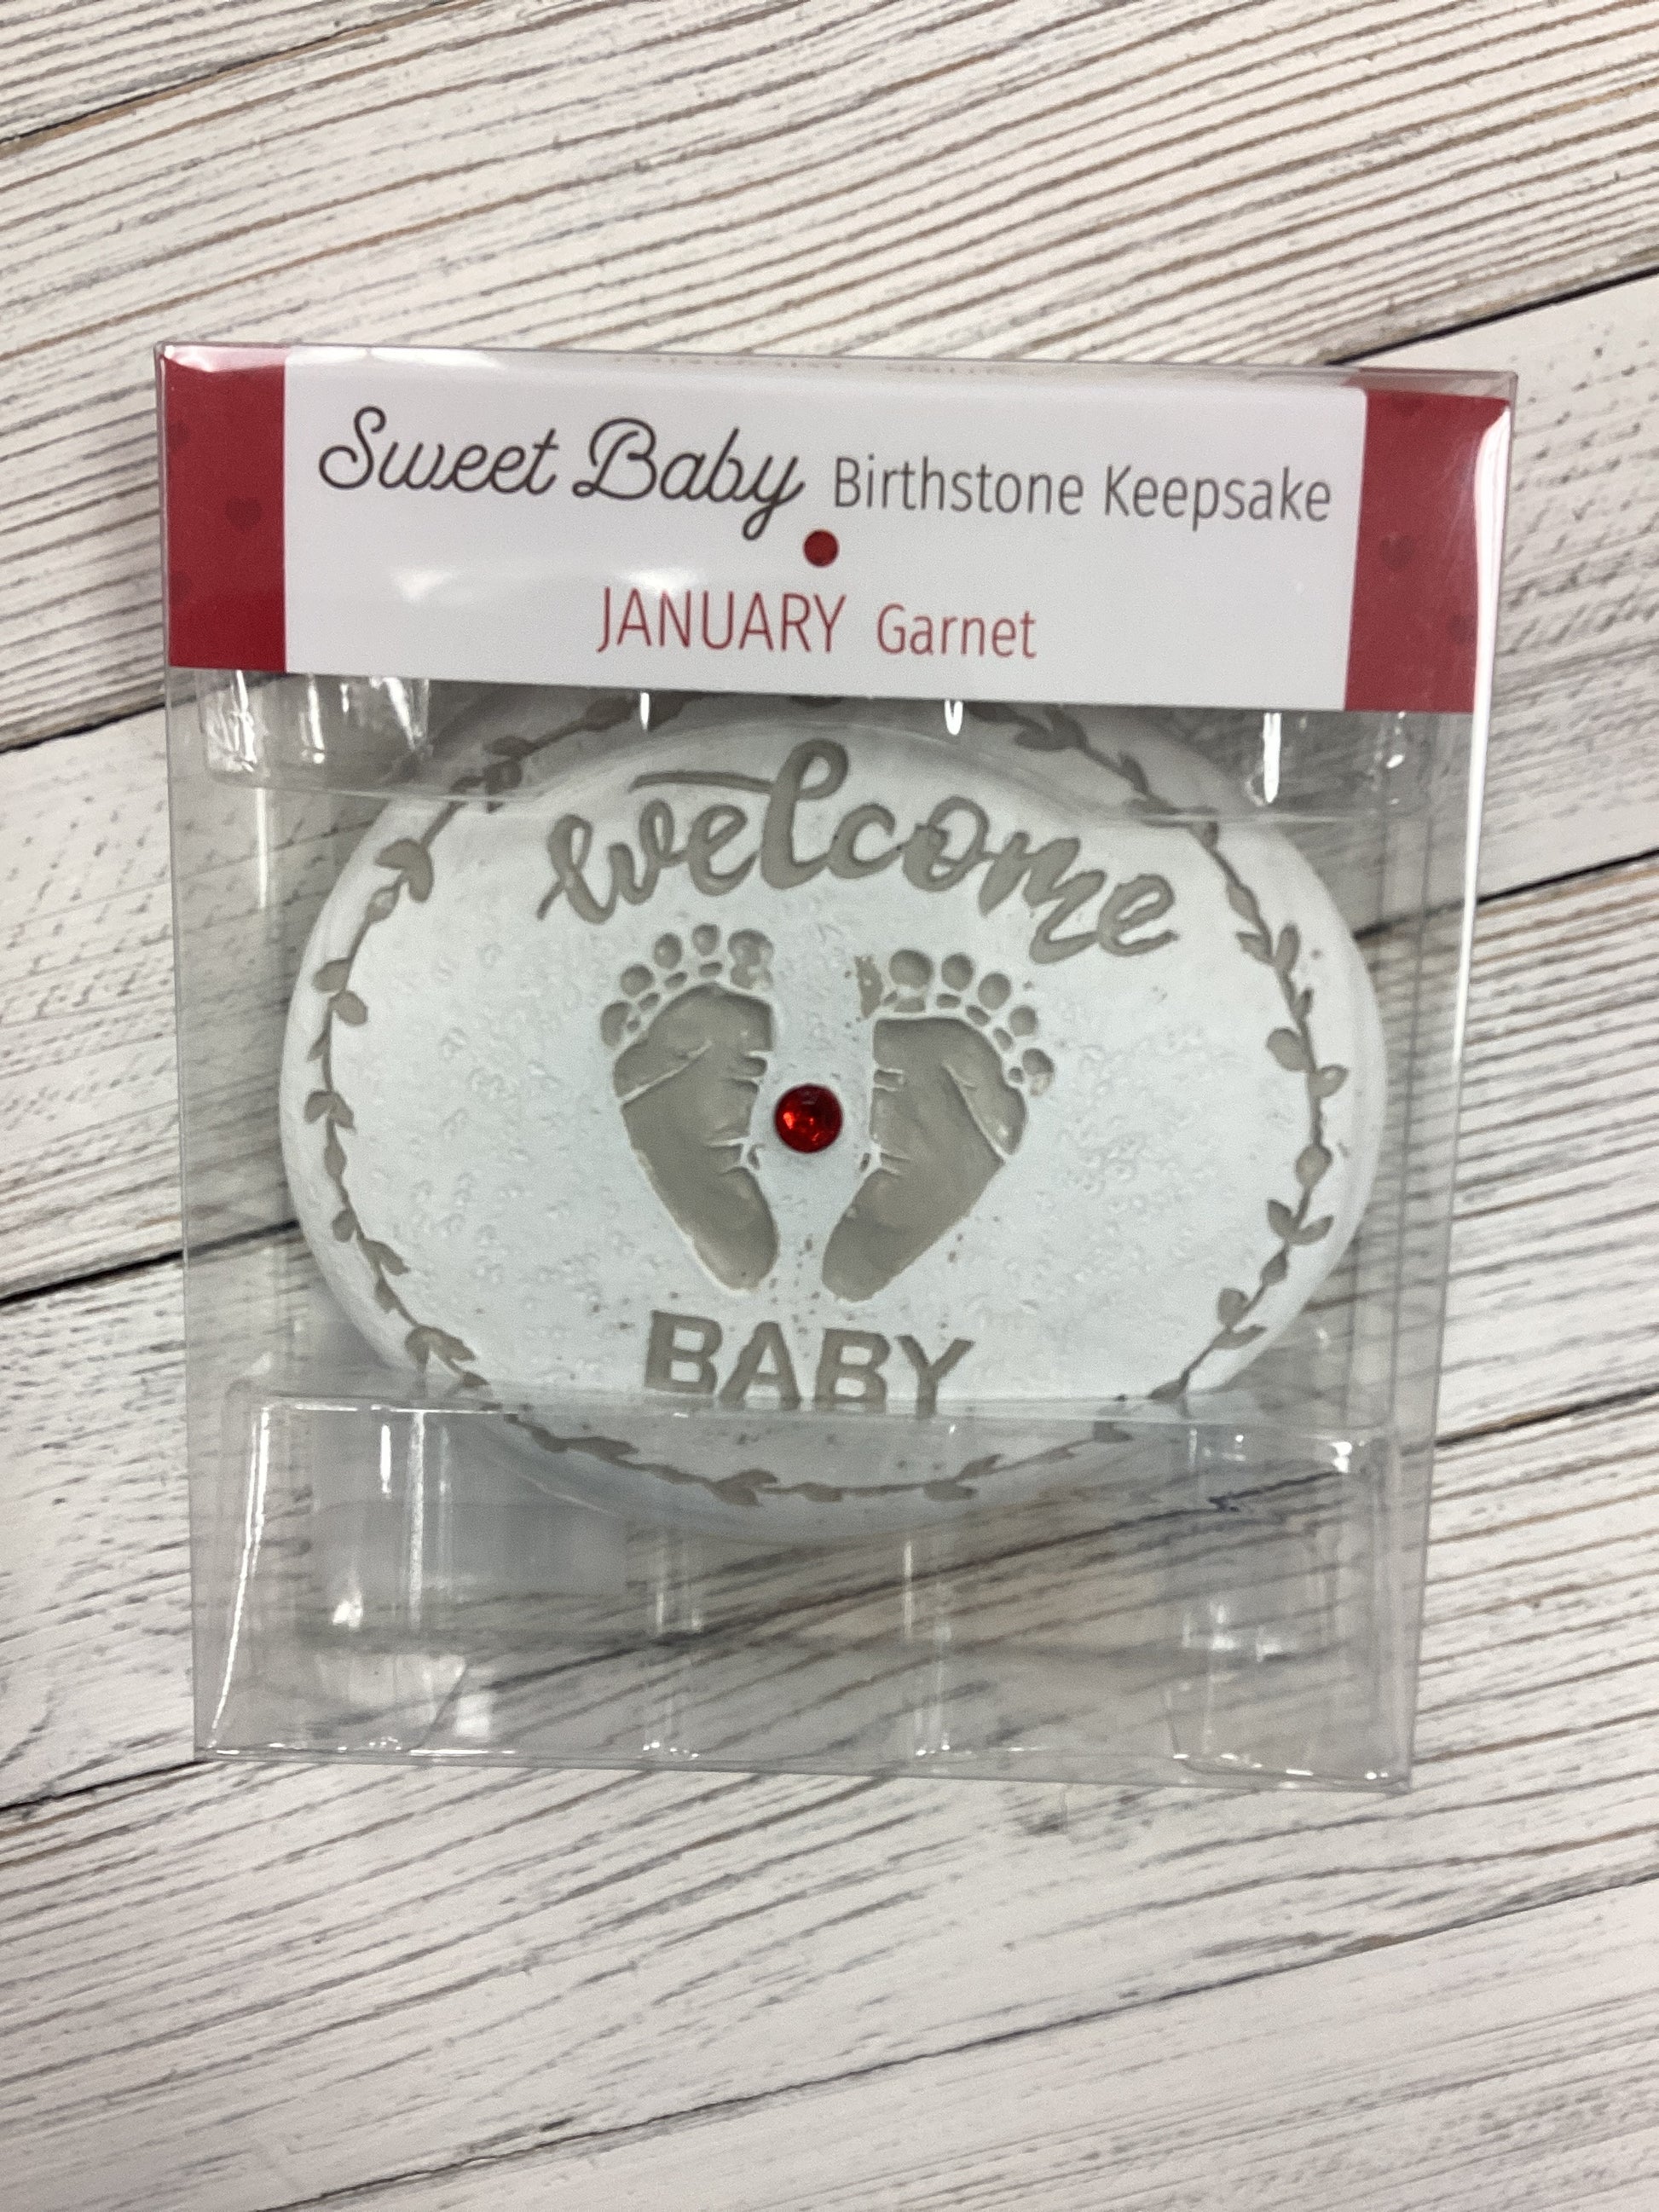 Sweet Baby Birthstone Keepsake
JANUARY Garnet
welcome
BABY